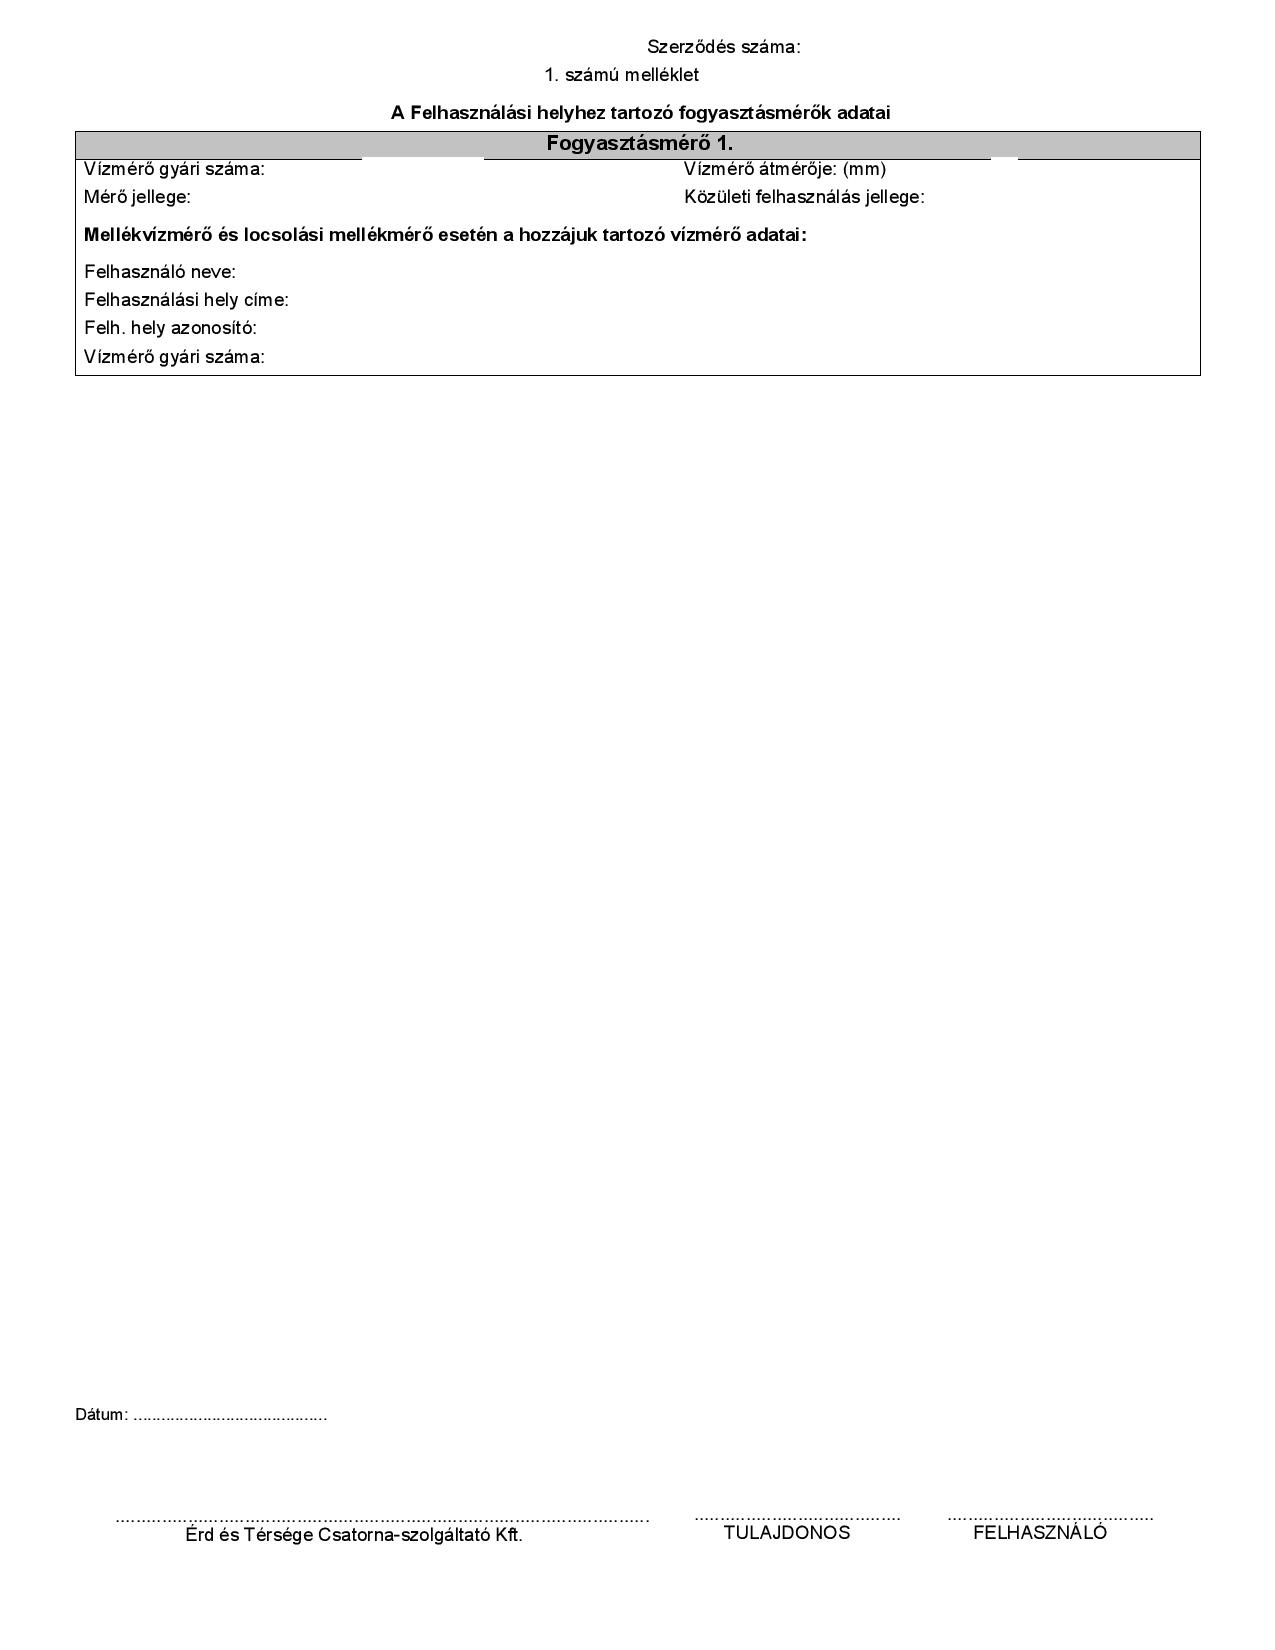 Szerződés száma:
1. számú melléklet
A Felhasználási helyhez tartozó fogyasztásmérők adatai
Fogyasztásmérő 1.
Vízmérő gyári száma: Vízmérő átmérője: (mm)
Mérő jellege: Közületi felhasználás jellege:
Mellékvízmérő és locsolási mellékmérő esetén a hozzájuk tartozó vízmérő adatai:
Felhasználó neve:
Felhasználási hely címe:
Felh. hely azonosító:
Vízmérő gyári száma:
Dátum: ..........................................
....................................................................................................... ........................................ ........................................
Érd és Térsége Csatorna-szolgáltató Kft. TULAJDONOS FELHASZNÁLÓ